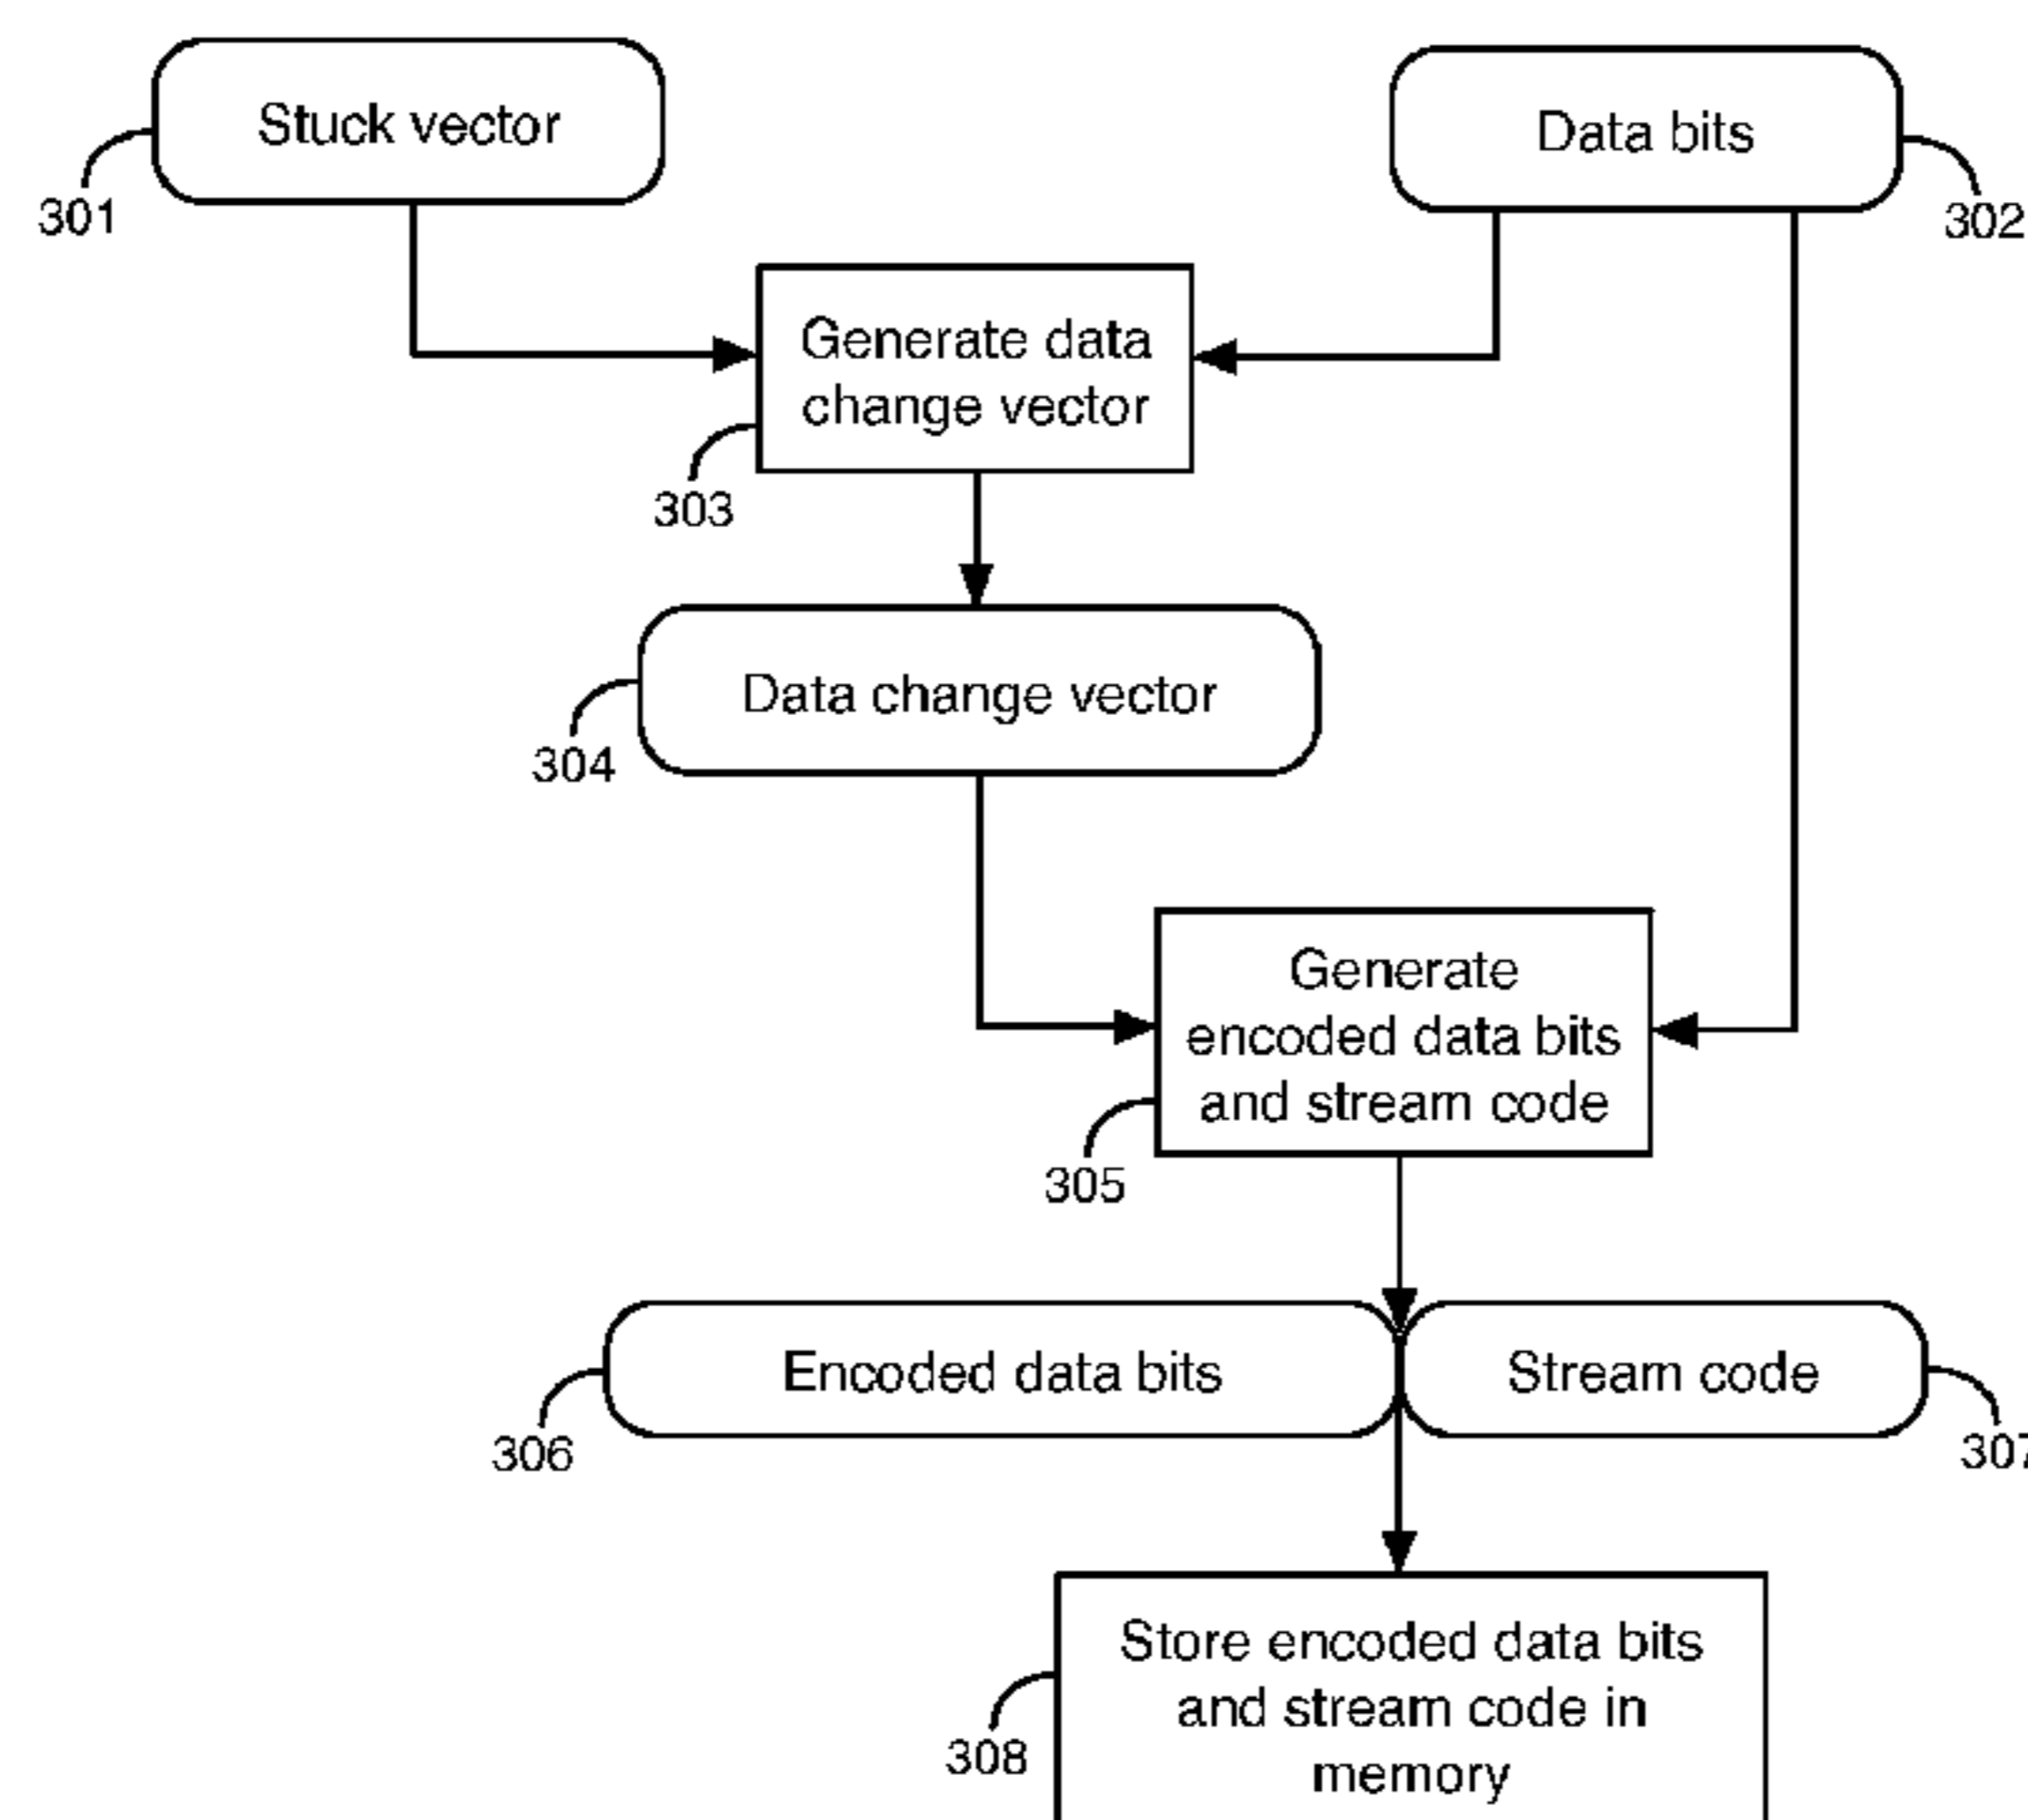 Stuck vector
Data bits
301
302
Generate data
change vector
303
Data change vector
304
Generate
encoded data bits
and stream code
305
Encoded data bits
Stream code
306
307
Store encoded data bits
and stream code in
memory
308